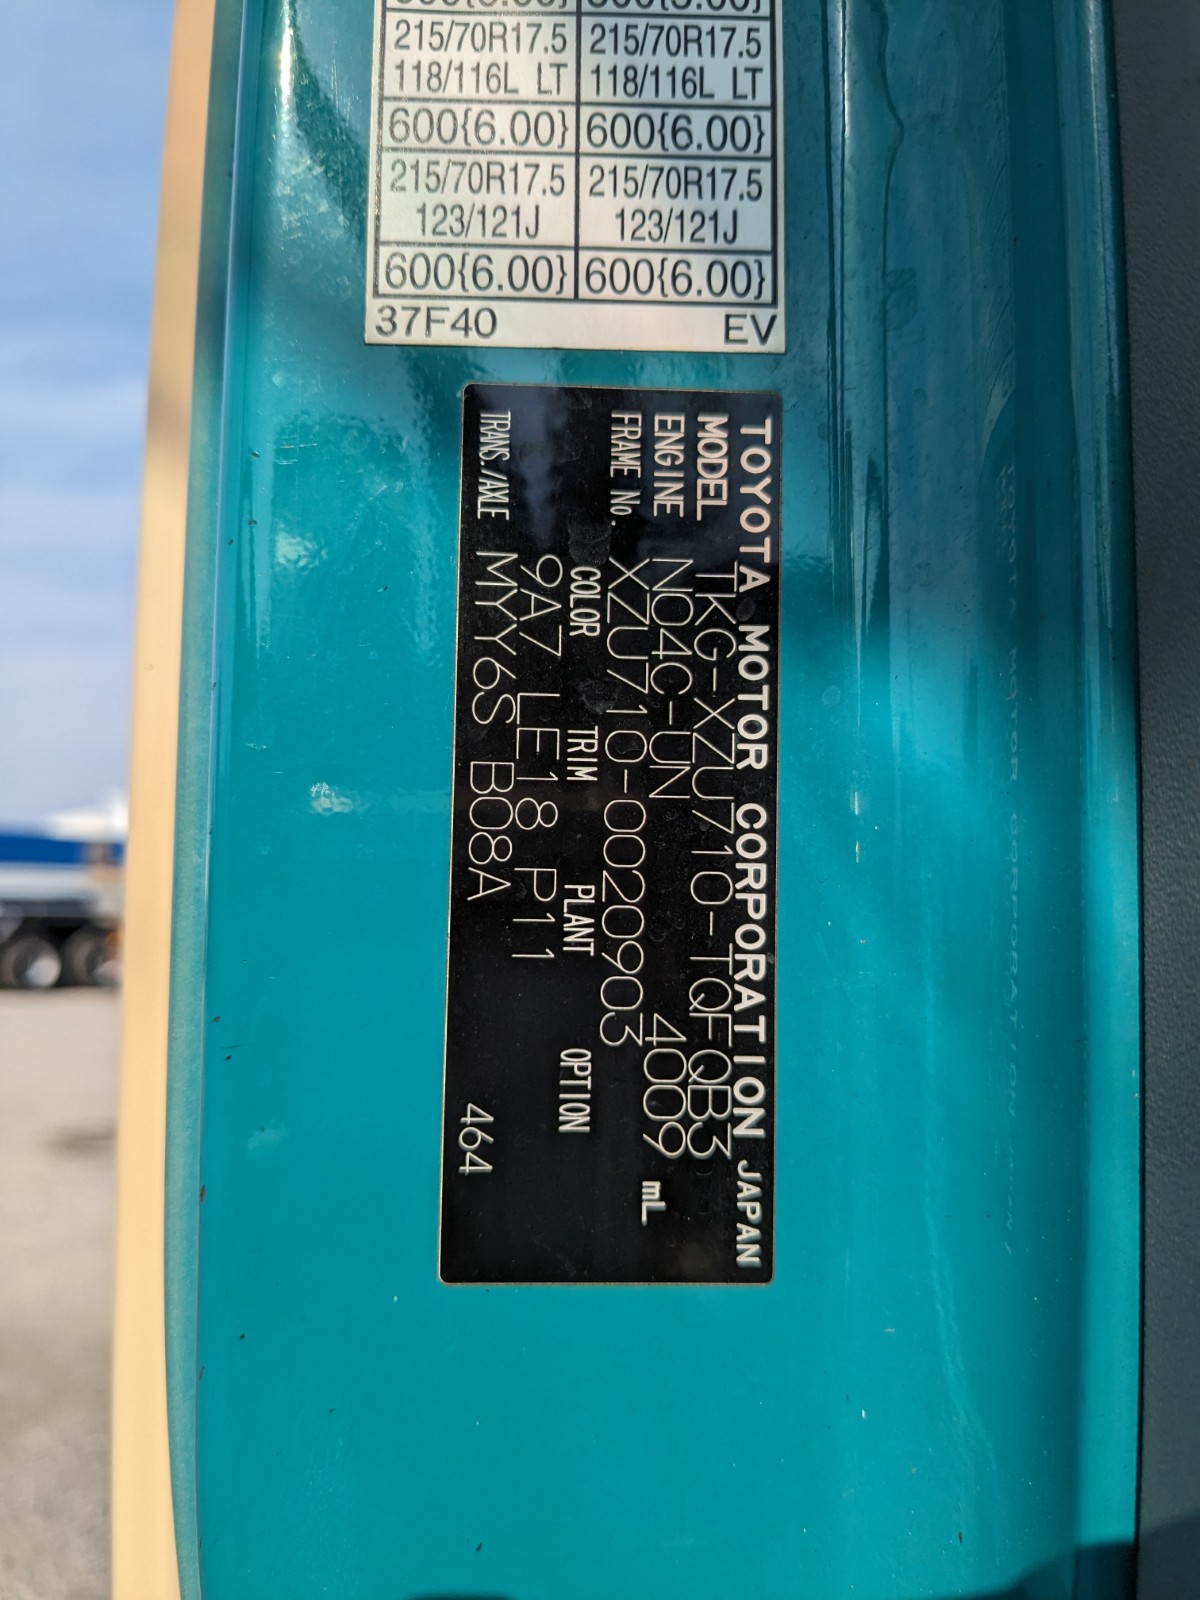 215/70R17.5 215/70R17.5
118/116L LT 118/116L LT
600{6.00} 600{6.00}
215/70R17.5 215/70R17.5
123/121J 123/121J
600{6.00} 600{6.00}
37F40 EV
TOYOTA MOTOR CORPORATION JAPAN
MODEL TKG-XZU710-TQFQB3
ENGINE N04C-UN 4009 mL
FRAME No. XZU710-0020903
COLOR TRIM PLANT OPTION
9A7 LE18 P11
TRANS./AXLE MYY6S B08A 464